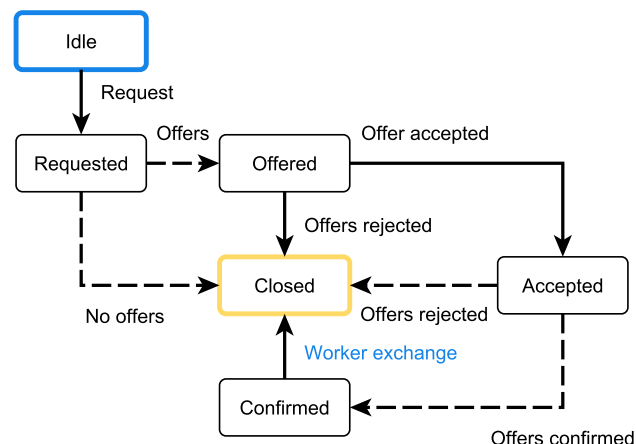 Idle
Request
Offers
Offer accepted
Requested
Offered
Offers rejected
Closed
Accepted
No offers
Offers rejected
Worker exchange
Confirmed
Offers confirmed